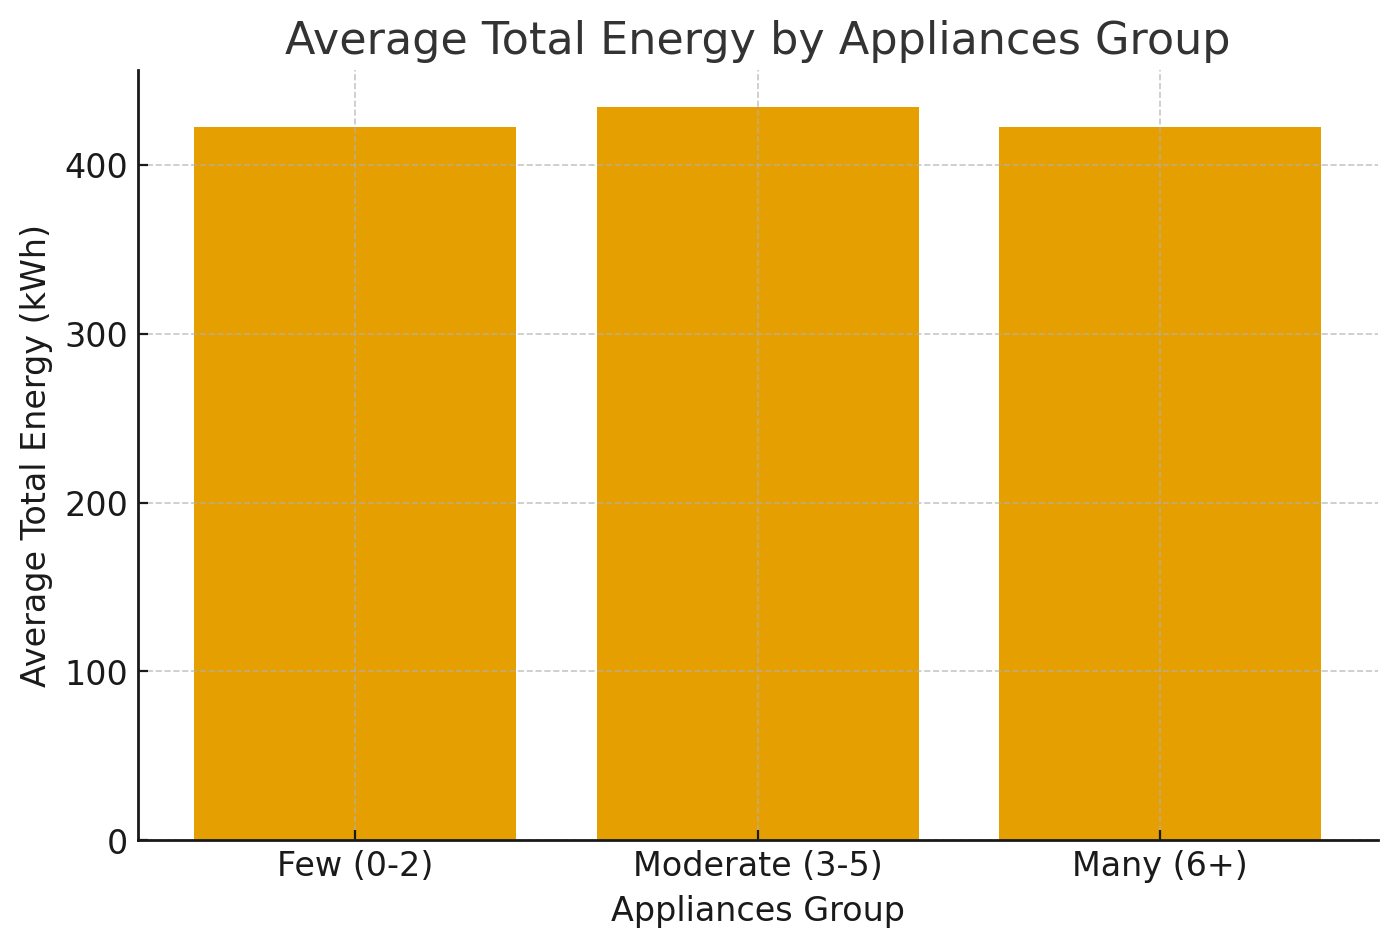 Average Total Energy by Appliances Group
Average Total Energy (kWh)
400
300
200
100
0
Few (0-2)
Moderate (3-5)
Many (6+)
Appliances Group